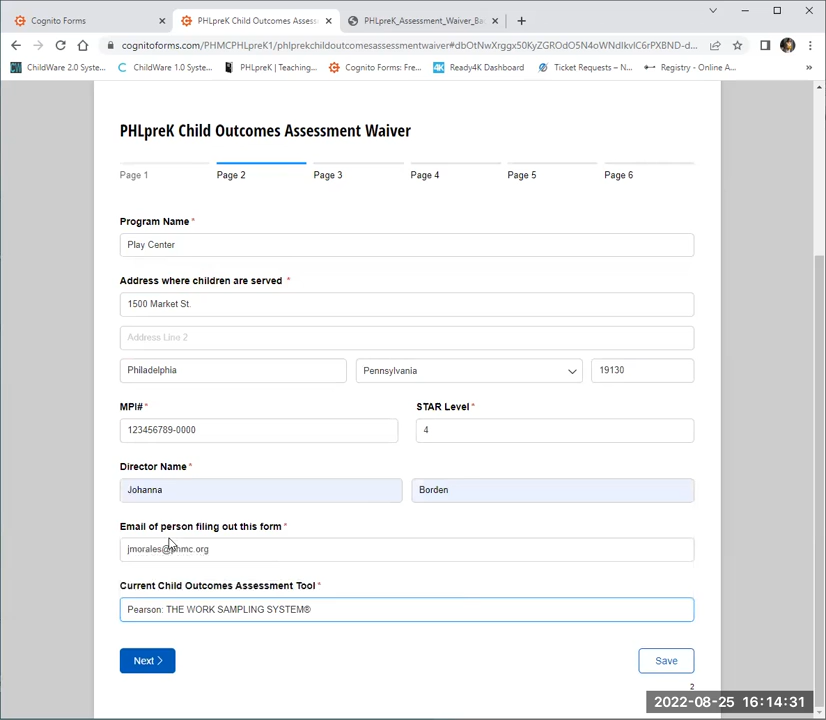 Cognito Forms
PHLpreK Child Outcomes Assess
PHLpreK_Assessment_Waiver_Ba
cognitoforms.com/PHMCPHLpreK1/phlprekchildoutcomesassessmentwaiver#dbOtNwXrggx50KyZGROdO5N4oWNdIkvlC6rPXBND-d...
ChildWare 2.0 Syste...
ChildWare 1.0 Syste...
PHLpreK | Teaching...
Cognito Forms: Fre...
Ready4K Dashboard
Ticket Requests – N...
Registry - Online A...
PHLpreK Child Outcomes Assessment Waiver
Page 1 Page 2 Page 3 Page 4 Page 5 Page 6
Program Name *
Play Center
Address where children are served *
1500 Market St.
Address Line 2
Philadelphia Pennsylvania 19130
MPI# * STAR Level *
123456789-0000 4
Director Name *
Johanna Borden
Email of person filing out this form *
jmorales@phmc.org
Current Child Outcomes Assessment Tool *
Pearson: THE WORK SAMPLING SYSTEM®
Next Save
2
2022-08-25 16:14:31